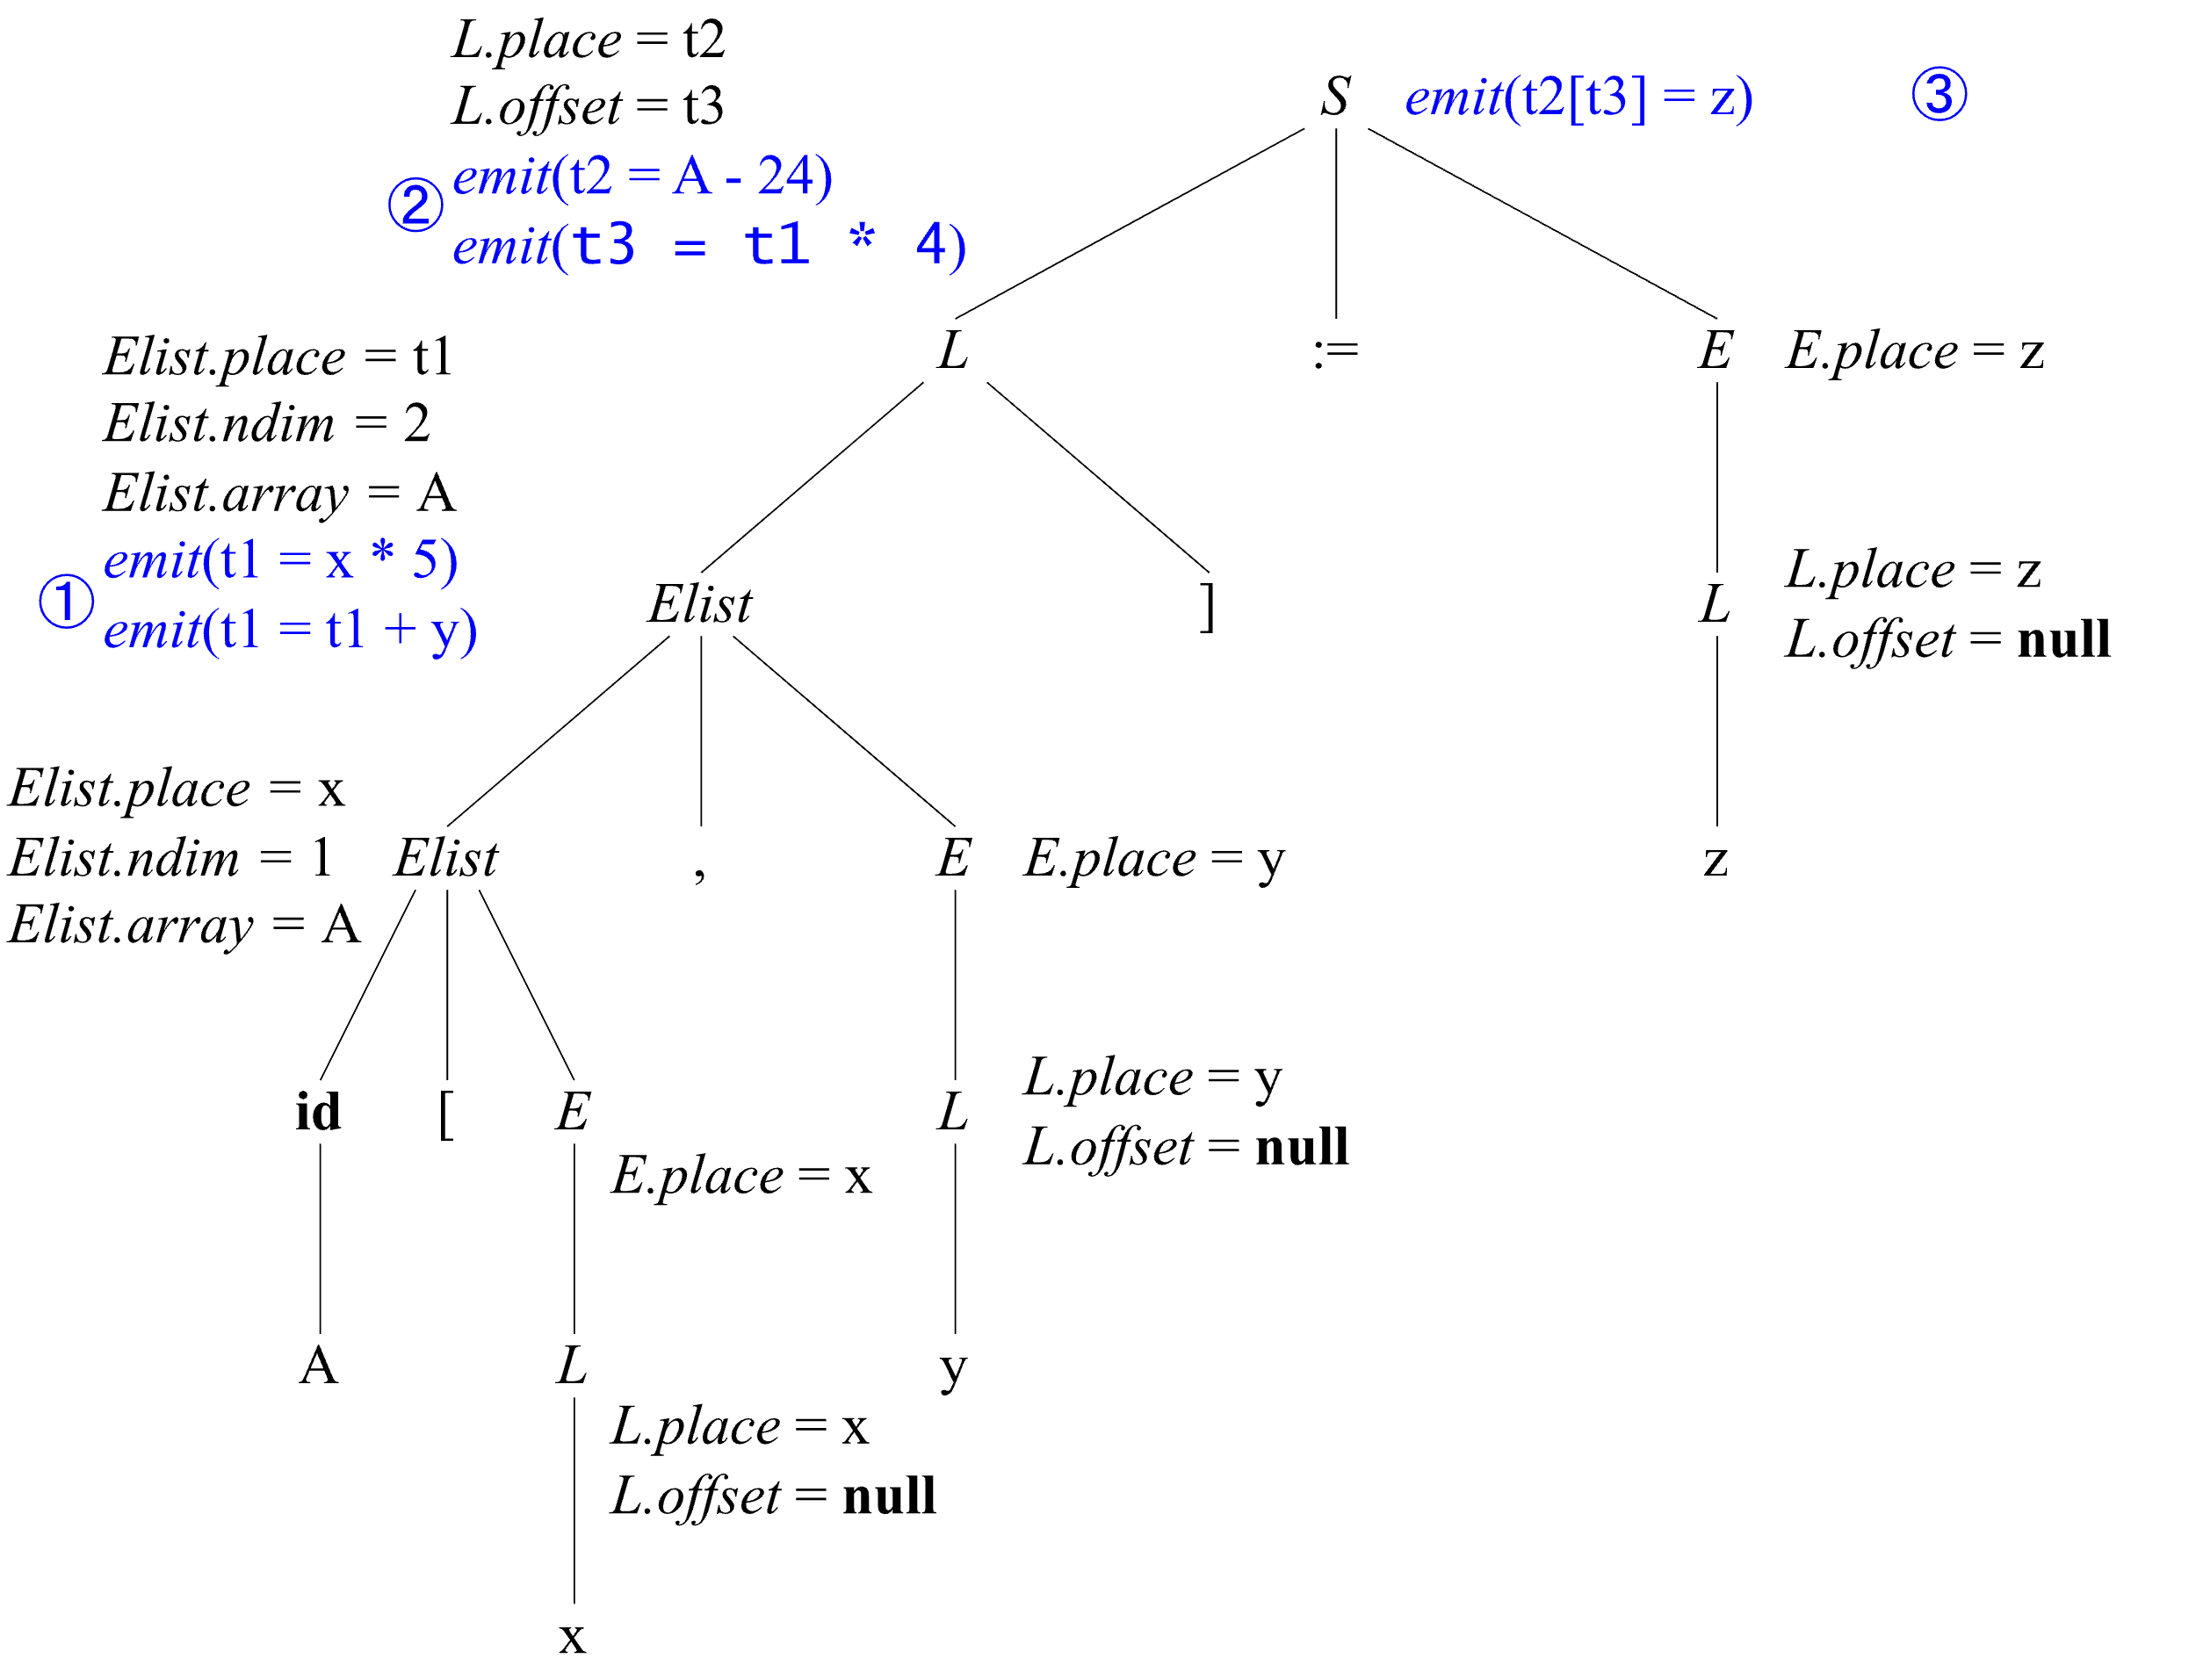 L.place = t2
L.offset = t3
S emit(t2[t3] = z) ③
emit(t2 = A - 24)
②
emit(t3 = t1 * 4)
L := E E.place = z
Elist.place = t1
Elist.ndim = 2
Elist.array = A
emit(t1 = x * 5)
①
emit(t1 = t1 + y)
Elist ] L
L.place = z
L.offset = null
Elist.place = x
Elist.ndim = 1
Elist.array = A
Elist , E E.place = y z
id [ E L
L.place = y
L.offset = null
E.place = x
A L y
L.place = x
L.offset = null
x